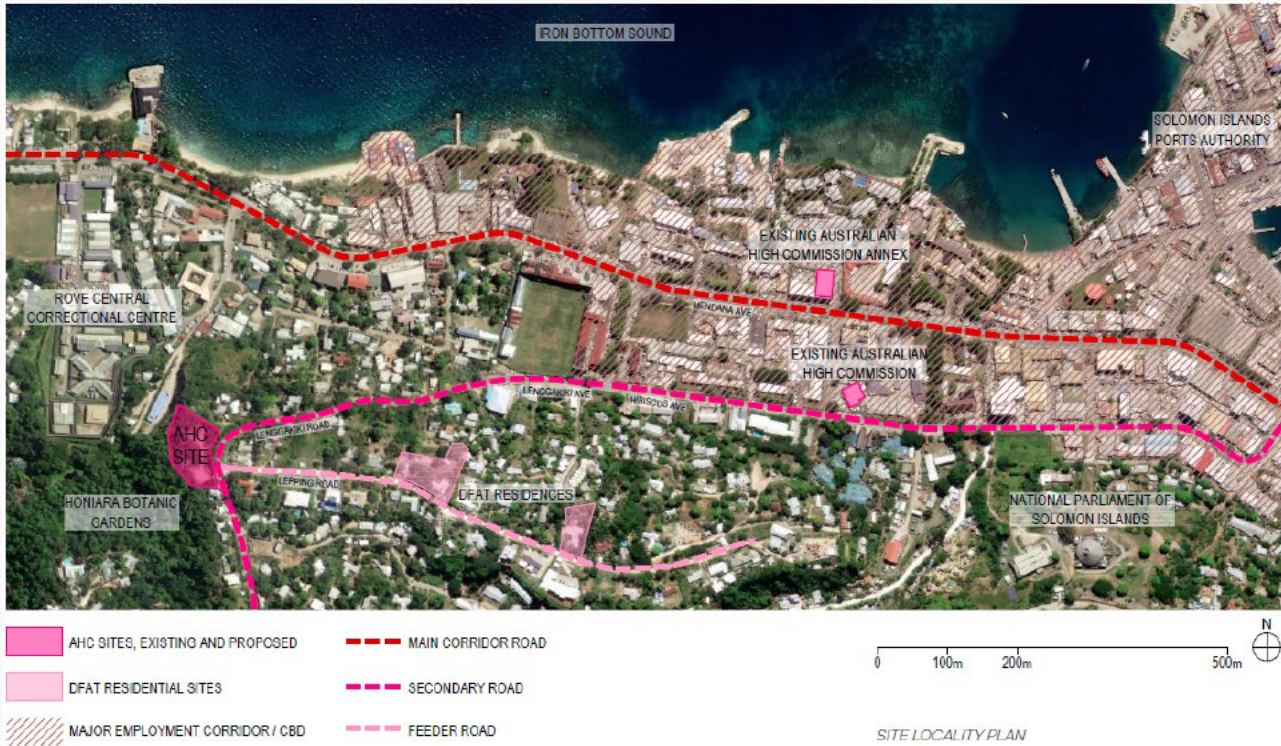 IRON BOTTOM SOUND
SOLOMON ISLANDS
PORTS AUTHORITY
EXISTING AUSTRALIAN
HIGH COMMISSION ANNEX
ROVE CENTRAL
CORRECTIONAL CENTRE
MENDANA AVE
EXISTING AUSTRALIAN
HIGH COMMISSION
LENGGAKKI AVE
HIBISCUS AVE
LENGGAKKI ROAD
AHC
SITE
LEPPING ROAD
DFAT RESIDENCES
HONIARA BOTANIC
GARDENS
NATIONAL PARLIAMENT OF
SOLOMON ISLANDS
AHC SITES, EXISTING AND PROPOSED
MAIN CORRIDOR ROAD
N
0 100m 200m 500m
DFAT RESIDENTIAL SITES
SECONDARY ROAD
MAJOR EMPLOYMENT CORRIDOR / CBD
FEEDER ROAD
SITE LOCALITY PLAN